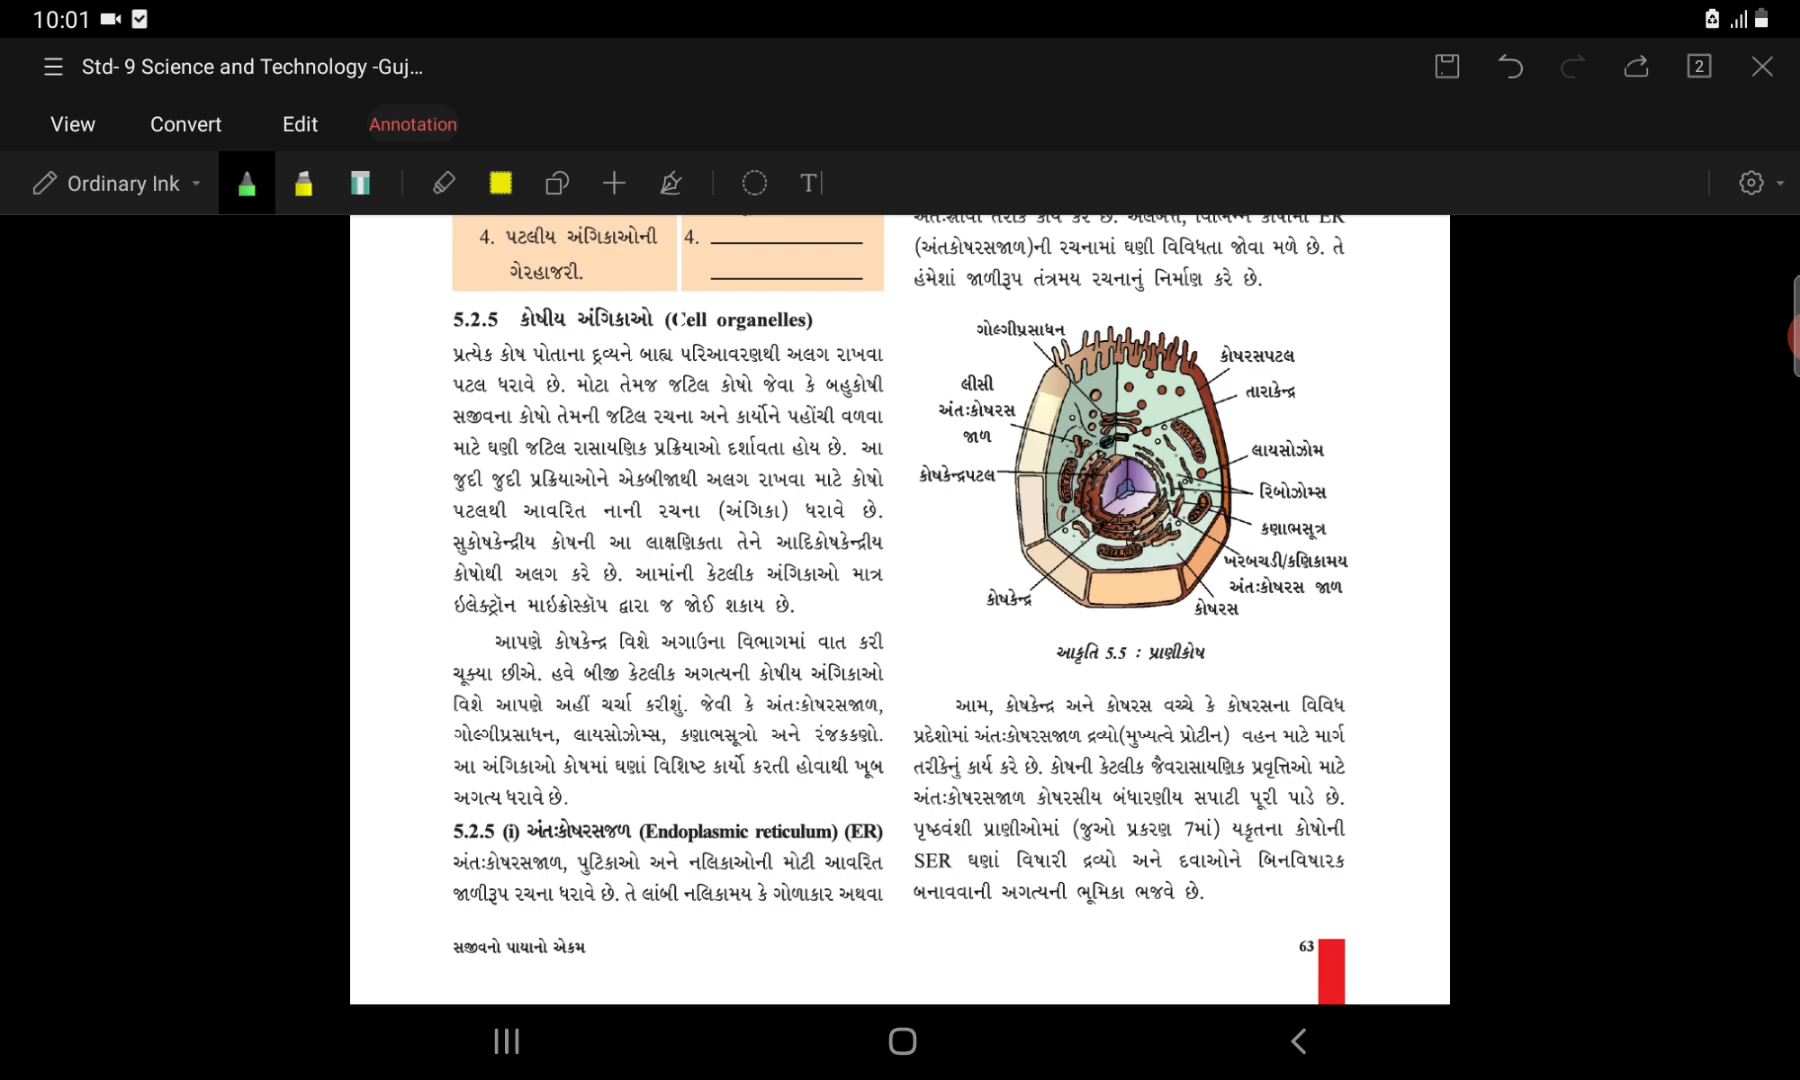 10:01
Std- 9 Science and Technology -Guj...
2
View
Convert
Edit
Annotation
Ordinary Ink
T
4. પટલીય અંગિકાઓની
ગેરહાજરી.
4.
5.2.5 કોષીય અંગિકાઓ (Cell organelles)
પ્રત્યેક કોષ પોતાના દ્રવ્યને બાહ્ય પરિઆવરણથી અલગ રાખવા
પટલ ધરાવે છે. મોટા તેમજ જટિલ કોષો જેવા કે બહુકોષી
સજીવના કોષો તેમની જટિલ રચના અને કાર્યોને પહોંચી વળવા
માટે ઘણી જટિલ રાસાયણિક પ્રક્રિયાઓ દર્શાવતા હોય છે. આ
જુદી જુદી પ્રક્રિયાઓને એકબીજાથી અલગ રાખવા માટે કોષો
પટલથી આવરિત નાની રચના (અંગિકા) ધરાવે છે.
સુકોષકેન્દ્રીય કોષની આ લાક્ષણિકતા તેને આદિકોષકેન્દ્રીય
કોષોથી અલગ કરે છે. આમાંની કેટલીક અંગિકાઓ માત્ર
ઇલેક્ટ્રૉન માઇક્રોસ્કૉપ દ્વારા જ જોઈ શકાય છે.
આપણે કોષકેન્દ્ર વિશે અગાઉના વિભાગમાં વાત કરી
ચૂક્યા છીએ. હવે બીજી કેટલીક અગત્યની કોષીય અંગિકાઓ
વિશે આપણે અહીં ચર્ચા કરીશું. જેવી કે અંતઃકોષરસજાળ,
ગોલ્ગીપ્રસાધન, લાયસોઝોમ્સ, કણાભસૂત્રો અને રંજકકણો.
આ અંગિકાઓ કોષમાં ઘણાં વિશિષ્ટ કાર્યો કરતી હોવાથી ખૂબ
અગત્ય ધરાવે છે.
5.2.5 (i) અંતઃકોષરસજળ (Endoplasmic reticulum) (ER)
અંતઃકોષરસજાળ, પુટિકાઓ અને નલિકાઓની મોટી આવરિત
જાળીરૂપ રચના ધરાવે છે. તે લાંબી નલિકામય કે ગોળાકાર અથવા
અંતઃસ્ત્રાવી તરીકે કાર્ય કરે છે. અલબત્ત, વિભિન્ન કોષોમાં ER
(અંતકોષરસજાળ)ની રચનામાં ઘણી વિવિધતા જોવા મળે છે. તે
હંમેશાં જાળીરૂપ તંત્રમય રચનાનું નિર્માણ કરે છે.
ગોલ્ગીપ્રસાધન
કોષરસપટલ
લીસી
અંતઃકોષરસ
જાળ
તારાકેન્દ્ર
લાયસોઝોમ
કોષકેન્દ્રપટલ
રિબોઝોમ્સ
કણાભસૂત્ર
ખરબચડી/કણિકામય
અંતઃકોષરસ જાળ
કોષકેન્દ્ર
કોષરસ
આકૃતિ 5.5 : પ્રાણીકોષ
આમ, કોષકેન્દ્ર અને કોષરસ વચ્ચે કે કોષરસના વિવિધ
પ્રદેશોમાં અંતઃકોષરસજાળ દ્રવ્યો(મુખ્યત્વે પ્રોટીન) વહન માટે માર્ગ
તરીકેનું કાર્ય કરે છે. કોષની કેટલીક જૈવરાસાયણિક પ્રવૃત્તિઓ માટે
અંતઃકોષરસજાળ કોષરસીય બંધારણીય સપાટી પૂરી પાડે છે.
પૃષ્ઠવંશી પ્રાણીઓમાં (જુઓ પ્રકરણ 7માં) યકૃતના કોષોની
SER ઘણાં વિષારી દ્રવ્યો અને દવાઓને બિનવિષારક
બનાવવાની અગત્યની ભૂમિકા ભજવે છે.
સજીવનો પાયાનો એકમ
63